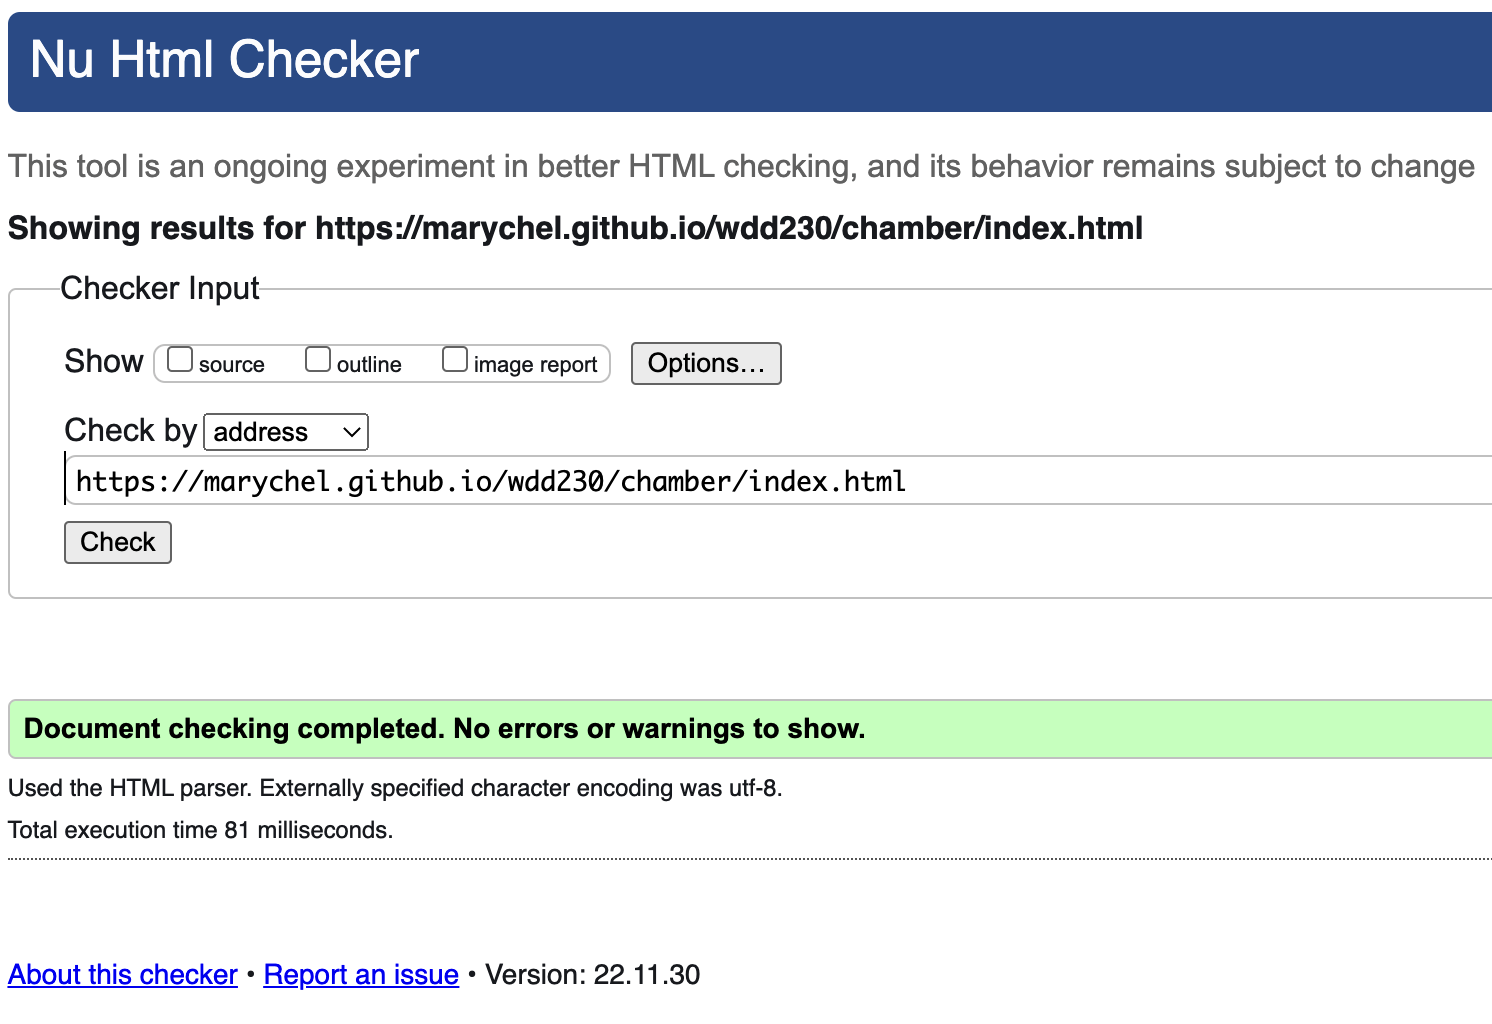 Nu Html Checker
This tool is an ongoing experiment in better HTML checking, and its behavior remains subject to change
Showing results for https://marychel.github.io/wdd230/chamber/index.html
Checker Input
Show source outline image report Options…
Check by address
https://marychel.github.io/wdd230/chamber/index.html
Check
Document checking completed. No errors or warnings to show.
Used the HTML parser. Externally specified character encoding was utf-8.
Total execution time 81 milliseconds.
About this checker • Report an issue • Version: 22.11.30